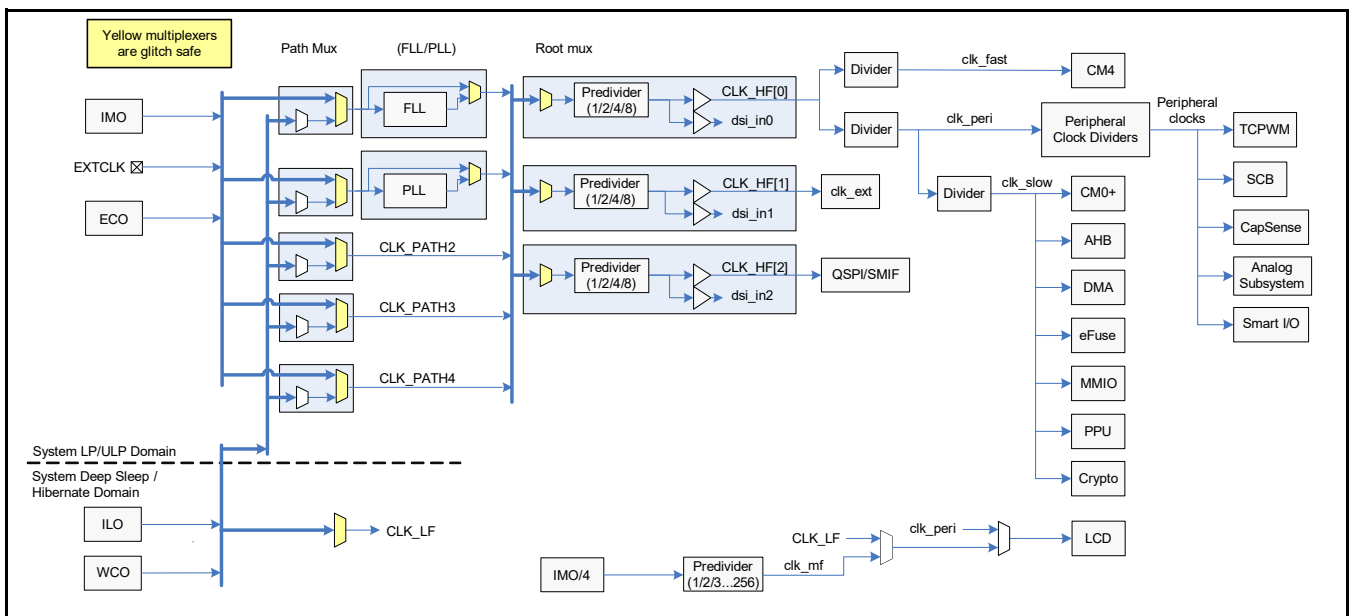 Yellow multiplexers
are glitch safe
Path Mux
(FLL/PLL)
Root mux
IMO
EXTCLK
ECO
FLL
PLL
CLK_PATH2
CLK_PATH3
CLK_PATH4
Predivider
(1/2/4/8)
CLK_HF[0]
dsi_in0
Predivider
(1/2/4/8)
CLK_HF[1]
dsi_in1
clk_ext
Predivider
(1/2/4/8)
CLK_HF[2]
dsi_in2
QSPI/SMIF
Divider
clk_fast
CM4
Divider
clk_peri
Peripheral
Clock Dividers
Peripheral
clocks
TCPWM
SCB
CapSense
Analog
Subsystem
Smart I/O
Divider
clk_slow
CM0+
AHB
DMA
eFuse
MMIO
PPU
Crypto
System LP/ULP Domain
System Deep Sleep /
Hibernate Domain
ILO
WCO
CLK_LF
IMO/4
Predivider
(1/2/3...256)
clk_mf
CLK_LF
clk_peri
LCD